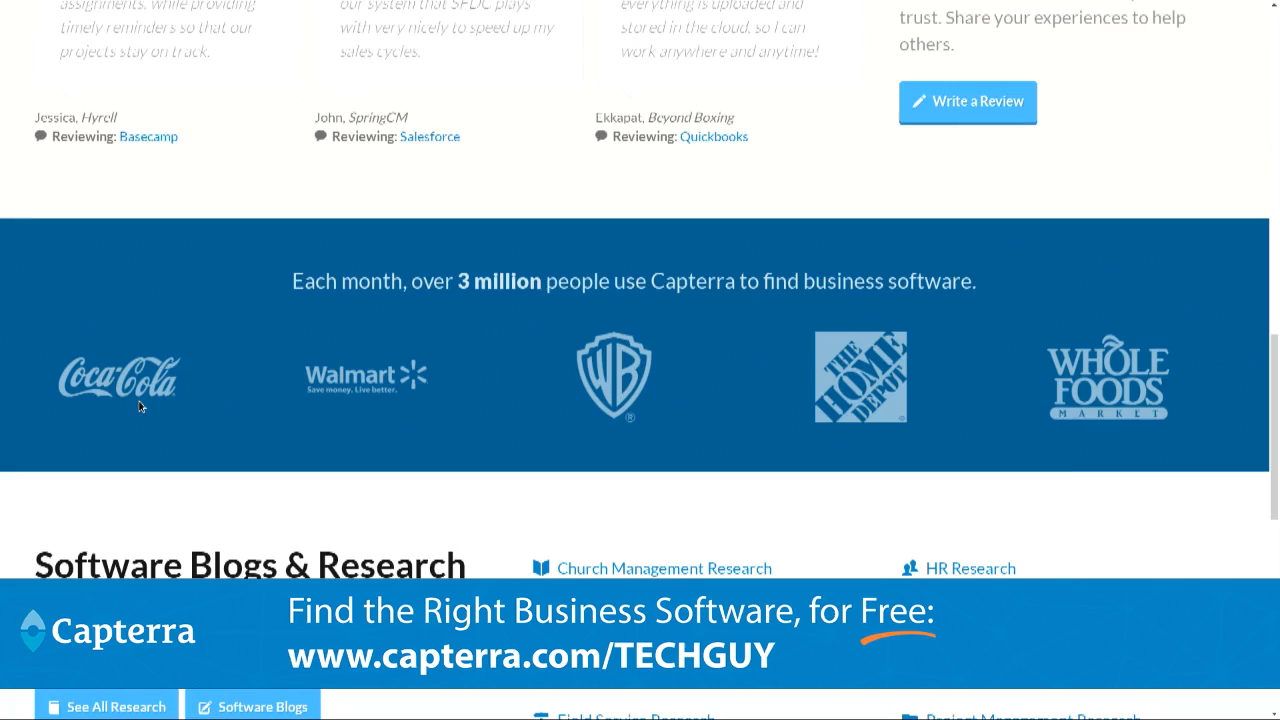 assignments, while providing
timely reminders so that our
projects stay on track.
our system that SFDC plays
with very nicely to speed up my
sales cycles.
everything is uploaded and
stored in the cloud, so I can
work anywhere and anytime!
trust. Share your experiences to help
others.
Write a Review
Jessica, Hyrell
Reviewing: Basecamp
John, SpringCM
Reviewing: Salesforce
Ekkapat, Beyond Boxing
Reviewing: Quickbooks
Each month, over 3 million people use Capterra to find business software.
Coca-Cola
Walmart
Save money. Live better.
WB
®
THE
HOME
DEPOT
WHOLE
FOODS
MARKET
Software Blogs & Research
Church Management Research
HR Research
Capterra
Find the Right Business Software, for Free:
www.capterra.com/TECHGUY
See All Research
Software Blogs
Field Service Research
Project Management Research